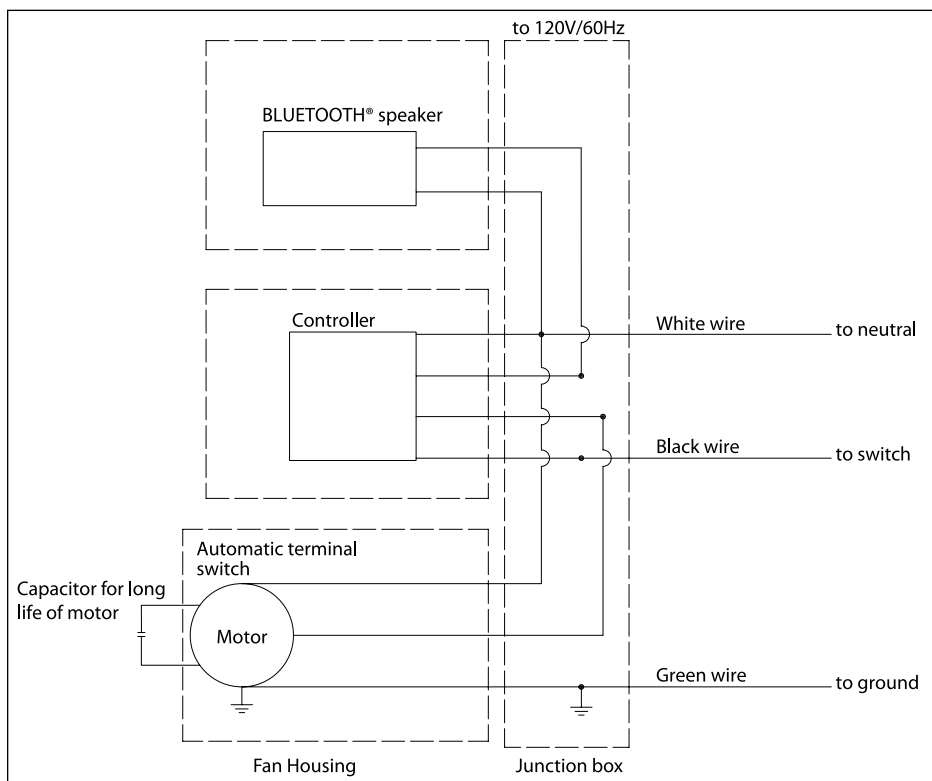 to 120V/60Hz
BLUETOOTH® speaker
Controller
White wire
to neutral
Black wire
to switch
Automatic terminal
switch
Capacitor for long
life of motor
Motor
Green wire
to ground
Fan Housing
Junction box